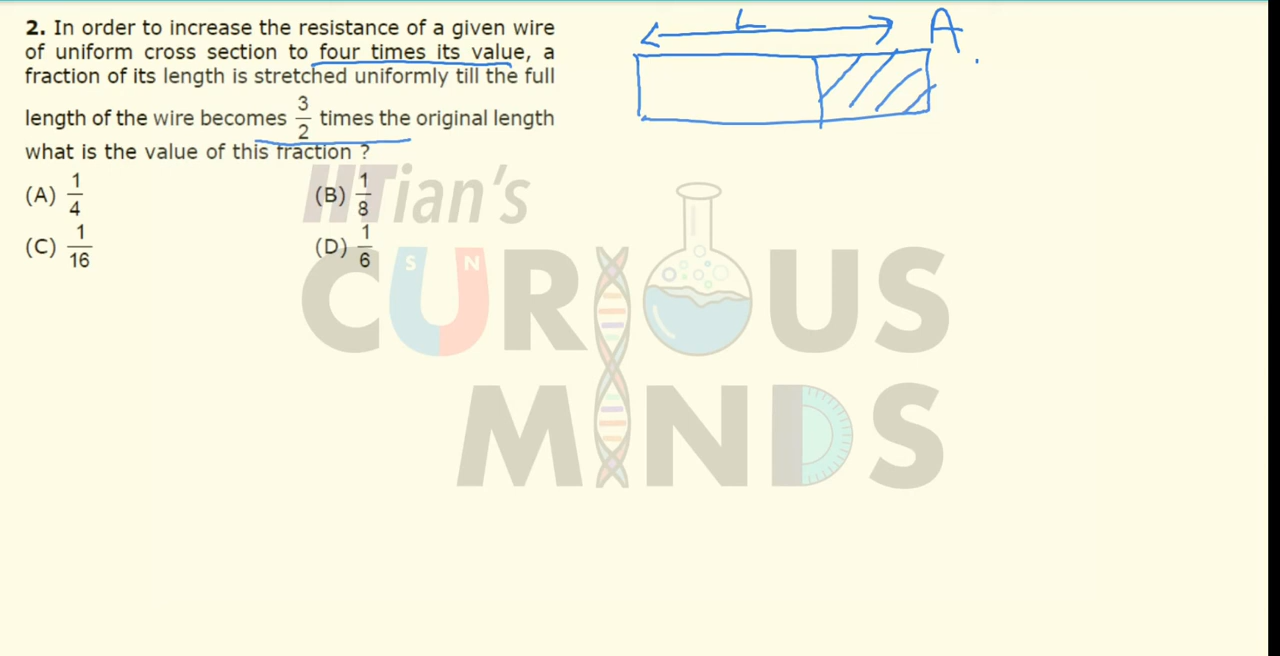 2. In order to increase the resistance of a given wire
of uniform cross section to four times its value, a
fraction of its length is stretched uniformly till the full
length of the wire becomes 3/2 times the original length
what is the value of this fraction ?
(A) 1/4 (B) 1/8
(C) 1/16 (D) 1/6
L
A
IITian's
S N
CURIOUS
MINDS